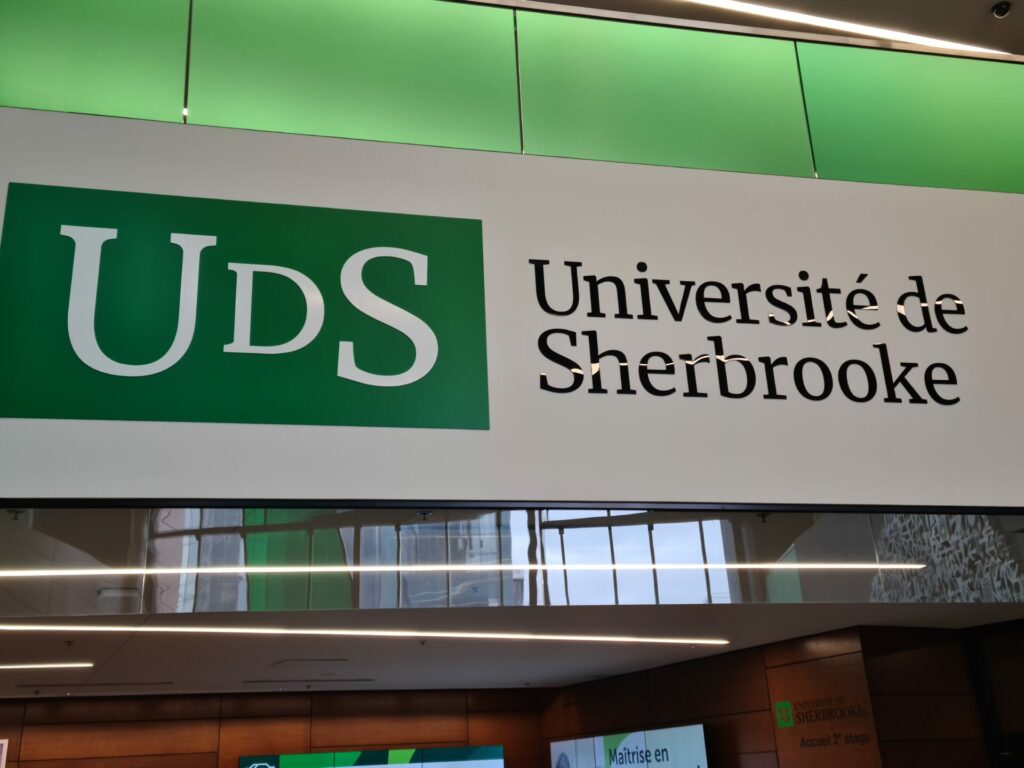 UDS
Université de
Sherbrooke
UNIVERSITÉ DE
SHERBROOKE
Accueil 2e étage
Maîtrise en